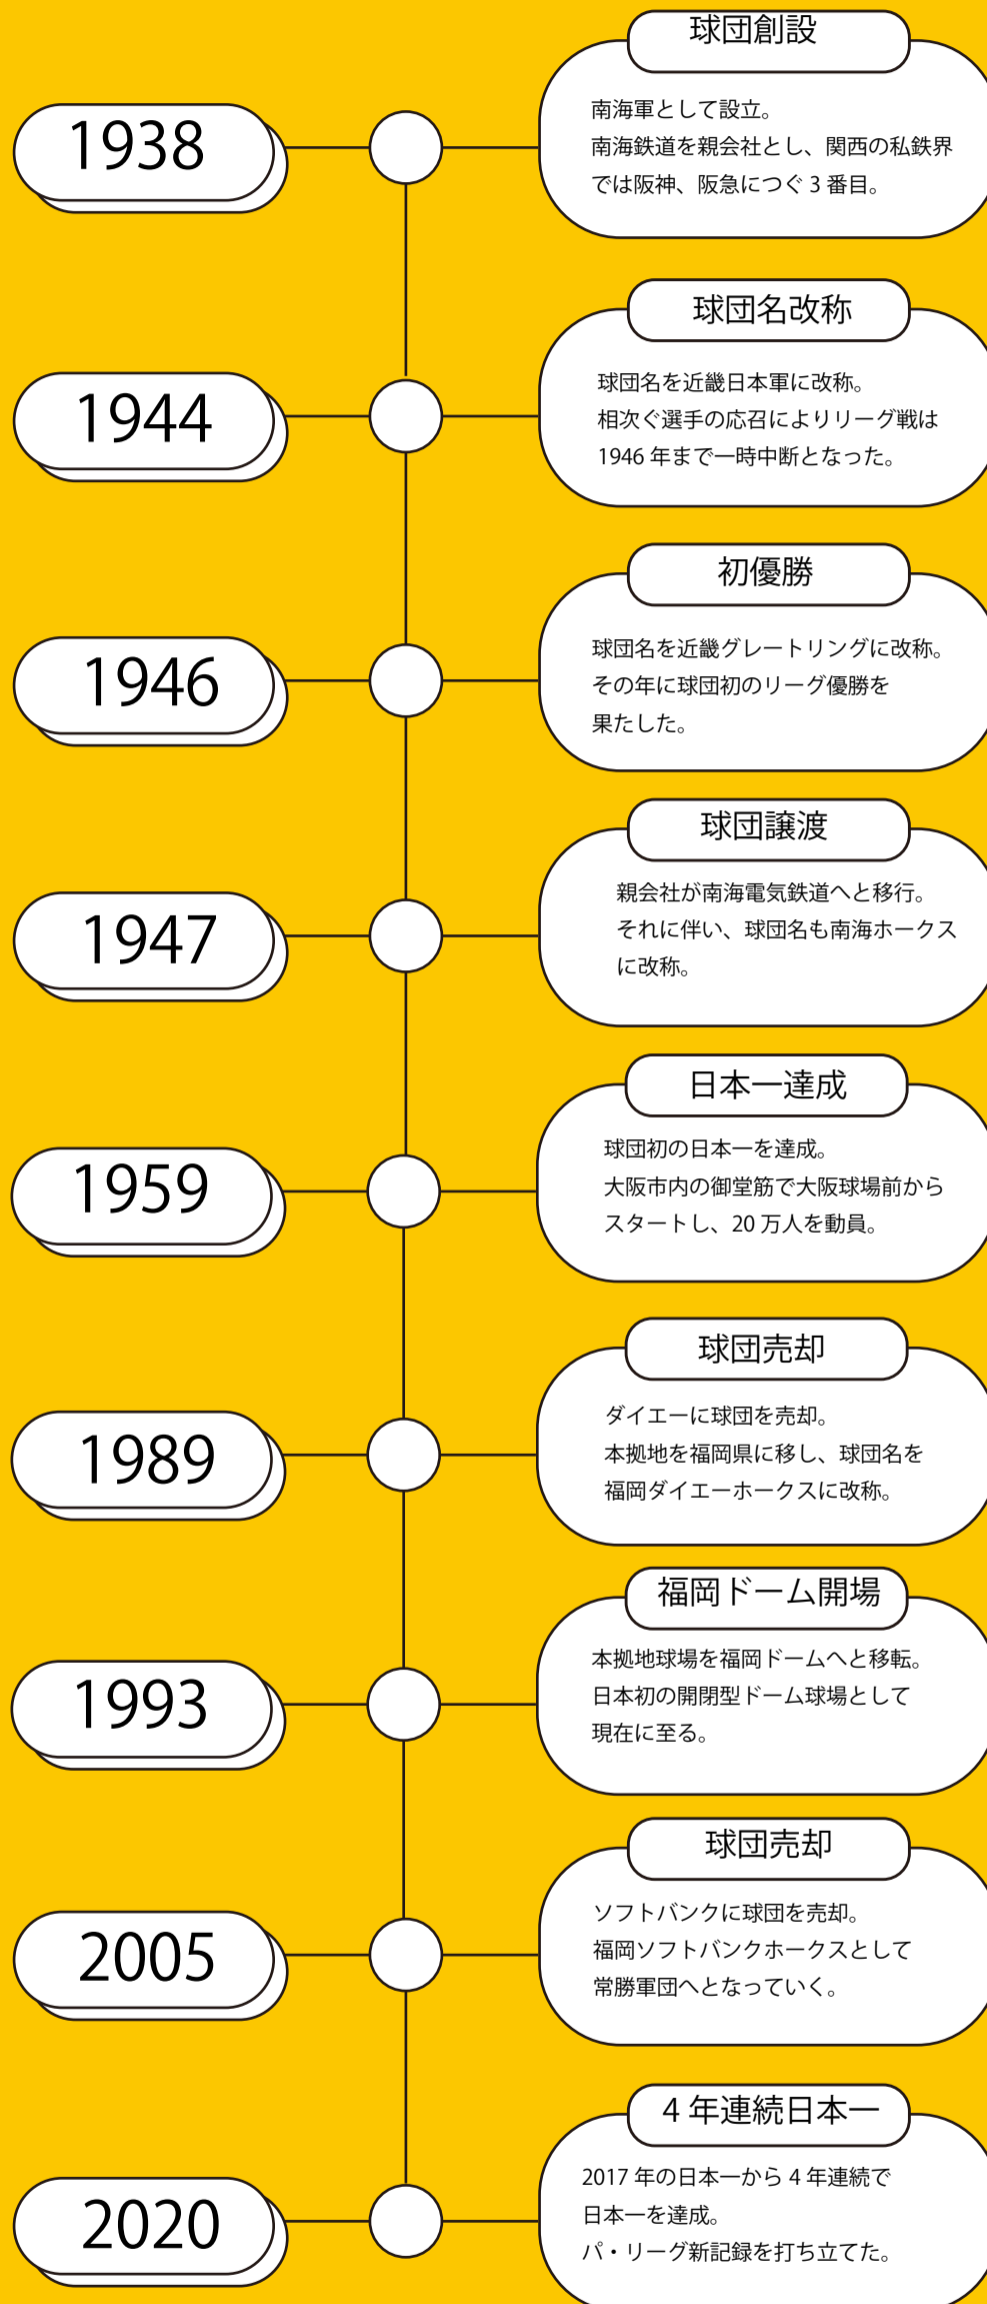 球団創設
1938
南海軍として設立。
南海鉄道を親会社とし、関西の私鉄界
では阪神、阪急につぐ 3 番目。
球団名改称
1944
球団名を近畿日本軍に改称。
相次ぐ選手の応召によりリーグ戦は
1946 年まで一時中断となった。
初優勝
1946
球団名を近畿グレートリングに改称。
その年に球団初のリーグ優勝を
果たした。
球団譲渡
1947
親会社が南海電気鉄道へと移行。
それに伴い、球団名も南海ホークス
に改称。
日本一達成
1959
球団初の日本一を達成。
大阪市内の御堂筋で大阪球場前から
スタートし、20 万人を動員。
球団売却
1989
ダイエーに球団を売却。
本拠地を福岡県に移し、球団名を
福岡ダイエーホークスに改称。
福岡ドーム開場
1993
本拠地球場を福岡ドームへと移転。
日本初の開閉型ドーム球場として
現在に至る。
球団売却
2005
ソフトバンクに球団を売却。
福岡ソフトバンクホークスとして
常勝軍団へとなっていく。
4 年連続日本一
2020
2017 年の日本一から 4 年連続で
日本一を達成。
パ・リーグ新記録を打ち立てた。